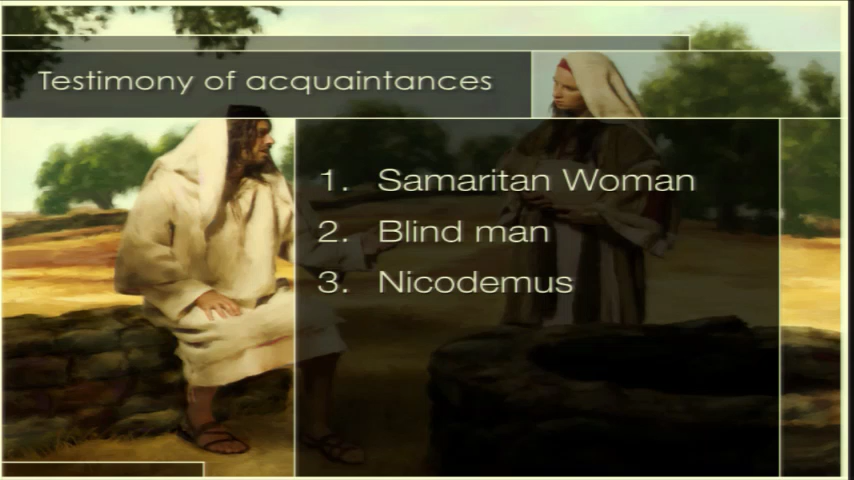 Testimony of acquaintances
1. Samaritan Woman
2. Blind man
3. Nicodemus